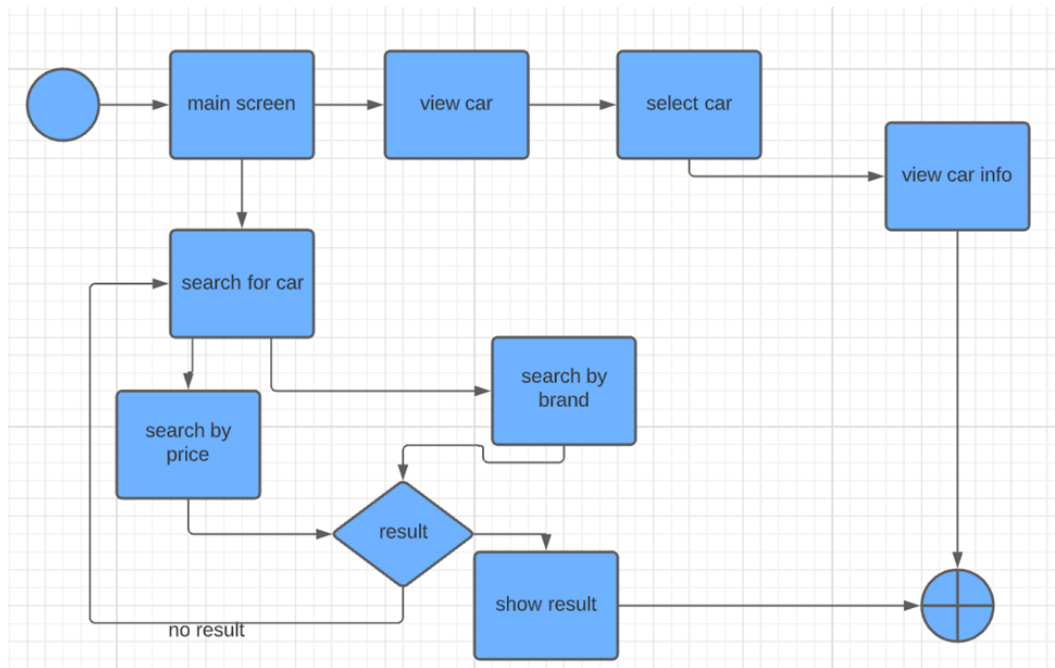 main screen
view car
select car
view car info
search for car
search by
brand
search by
price
result
show result
no result